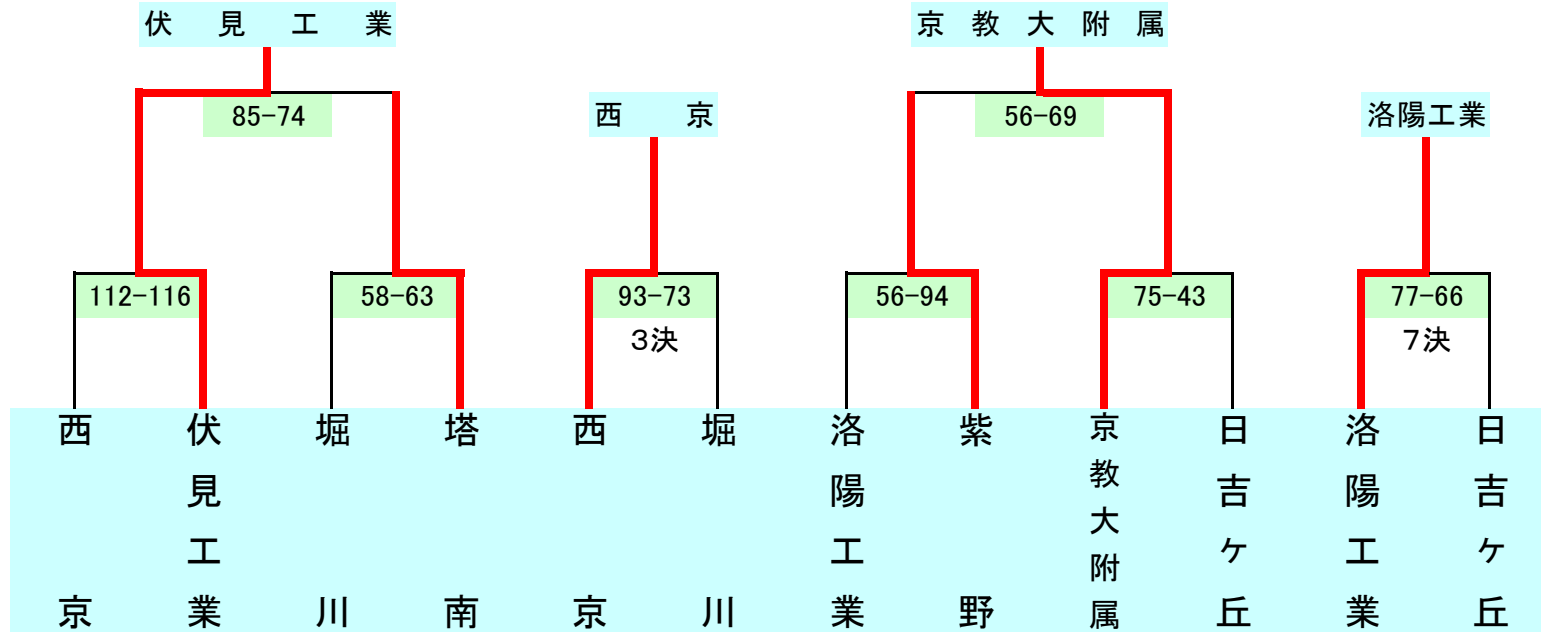 伏見工業
京教大附属
85-74
西京
56-69
洛陽工業
112-116
58-63
93-73
56-94
75-43
77-66
3決
7決
西京
伏見工業
堀川
塔南
西京
堀川
洛陽工業
紫野
京教大附属
日吉ケ丘
洛陽工業
日吉ケ丘